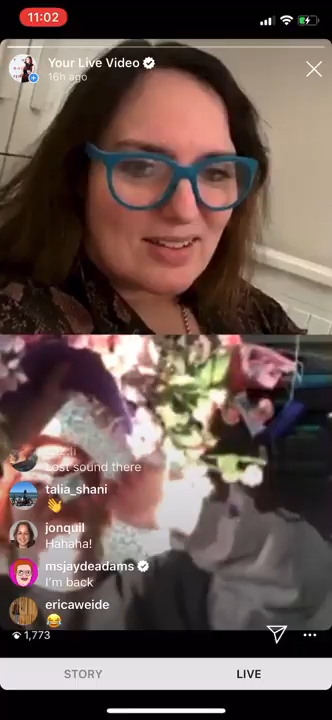 11:02
Your Live Video
16h ago
Lost sound there
talia_shani
👋
jonquil
Hahaha!
msjaydeadams
I'm back
ericaweide
😂
1,773
STORY
LIVE